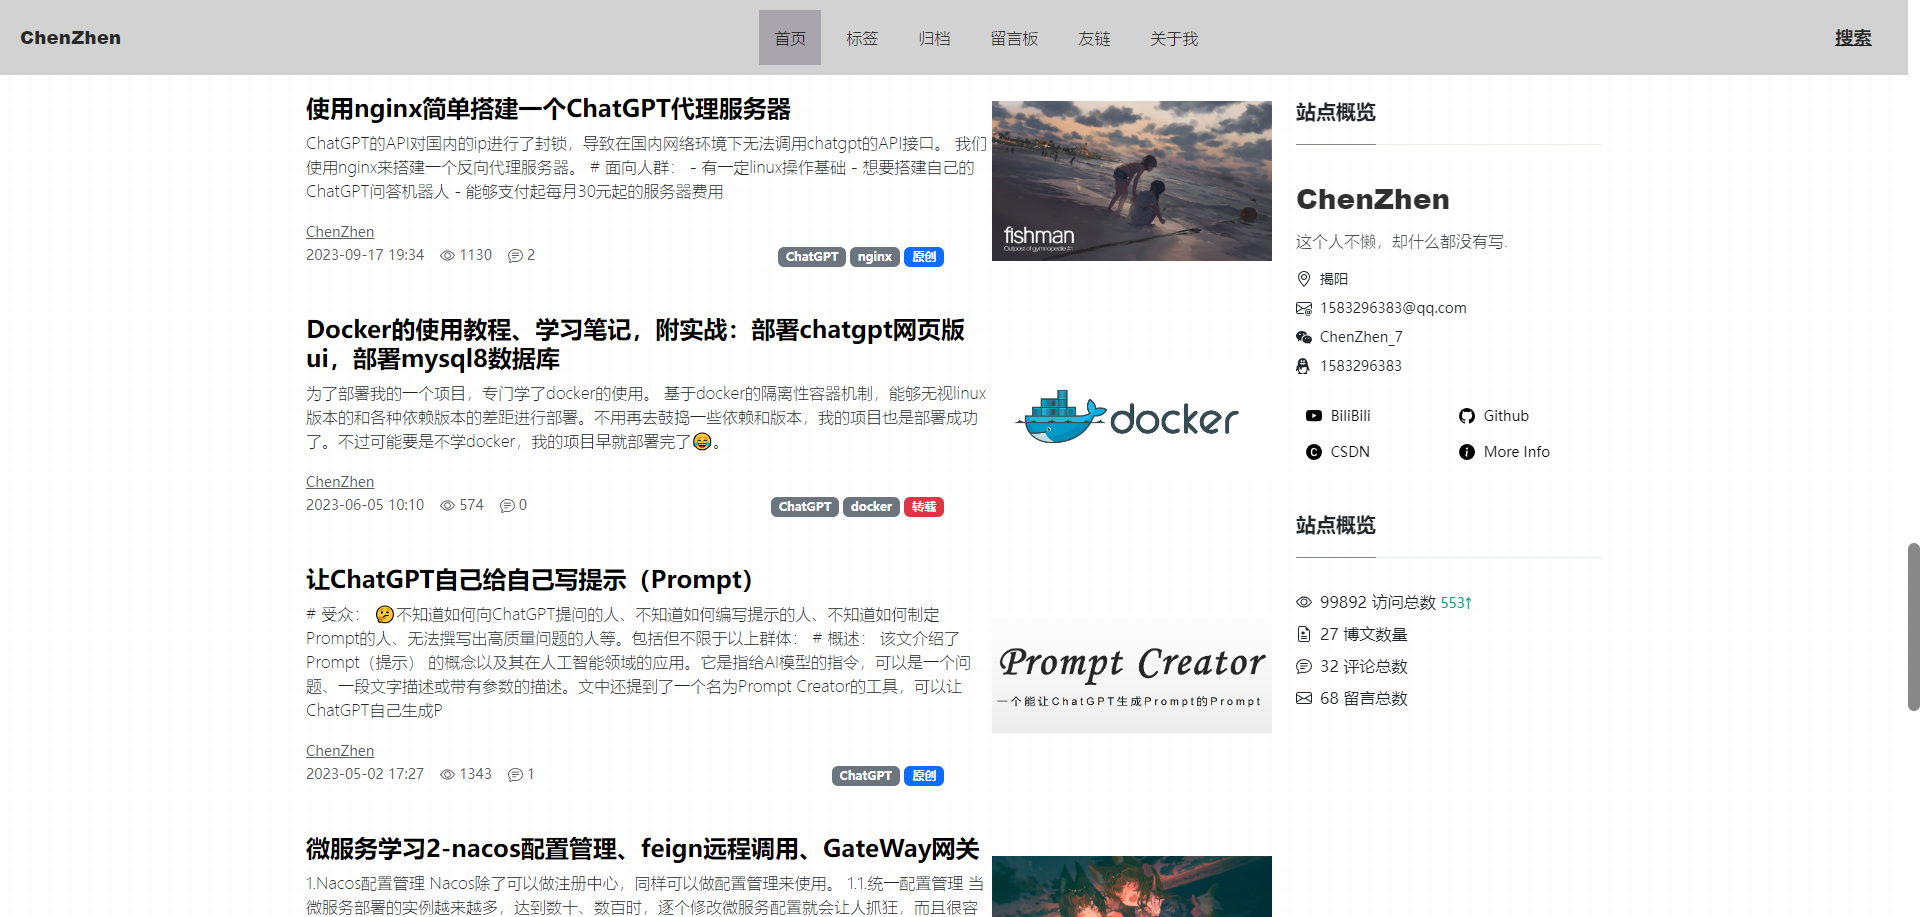 ChenZhen
首页 标签 归档 留言板 友链 关于我
搜索
使用nginx简单搭建一个ChatGPT代理服务器
ChatGPT的API对国内的ip进行了封锁，导致在国内网络环境下无法调用chatgpt的API接口。 我们
使用nginx来搭建一个反向代理服务器。 # 面向人群： - 有一定linux操作基础 - 想要搭建自己的
ChatGPT问答机器人 - 能够支付起每月30元起的服务器费用
ChenZhen
2023-09-17 19:34 1130 2
ChatGPT nginx 原创
fishman
Outpost of gymnopedie #1
Docker的使用教程、学习笔记，附实战：部署chatgpt网页版
ui，部署mysql8数据库
为了部署我的一个项目，专门学了docker的使用。 基于docker的隔离性容器机制，能够无视linux
版本的和各种依赖版本的差距进行部署。不用再去鼓捣一些依赖和版本，我的项目也是部署成功
了。不过可能要是不学docker，我的项目早就部署完了😂。
ChenZhen
2023-06-05 10:10 574 0
ChatGPT docker 转载
docker
让ChatGPT自己给自己写提示（Prompt）
# 受众： 🤔不知道如何向ChatGPT提问的人、不知道如何编写提示的人、不知道如何制定
Prompt的人、无法撰写出高质量问题的人等。包括但不限于以上群体： # 概述： 该文介绍了
Prompt（提示） 的概念以及其在人工智能领域的应用。它是指给AI模型的指令，可以是一个问
题、一段文字描述或带有参数的描述。文中还提到了一个名为Prompt Creator的工具，可以让
ChatGPT自己生成P
ChenZhen
2023-05-02 17:27 1343 1
ChatGPT 原创
Prompt Creator
一个能让ChatGPT生成Prompt的Prompt
微服务学习2-nacos配置管理、feign远程调用、GateWay网关
1.Nacos配置管理 Nacos除了可以做注册中心，同样可以做配置管理来使用。 1.1.统一配置管理 当
微服务部署的实例越来越多，达到数十、数百时，逐个修改微服务配置就会让人抓狂，而且很容
站点概览
ChenZhen
这个人不懒，却什么都没有写.
揭阳
1583296383@qq.com
ChenZhen_7
1583296383
BiliBili Github
CSDN More Info
站点概览
99892 访问总数 553↑
27 博文数量
32 评论总数
68 留言总数